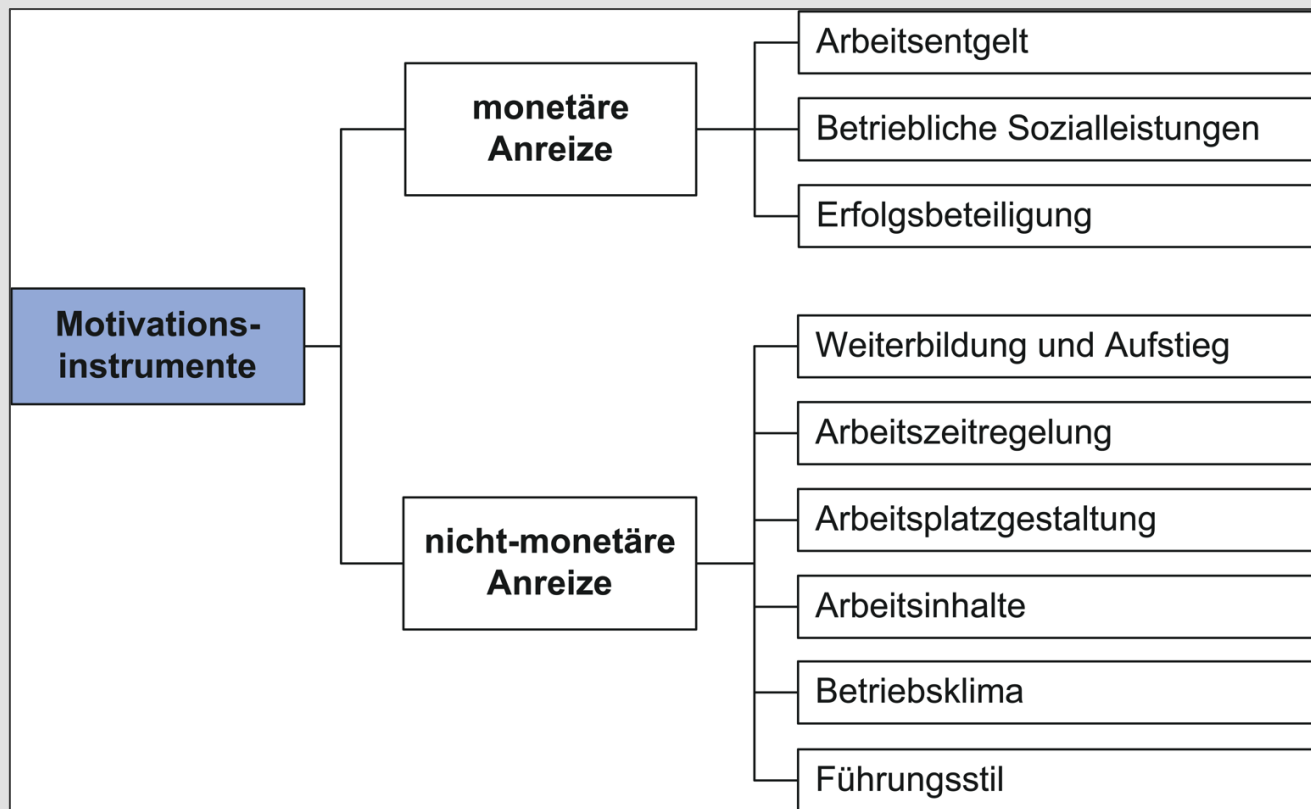 Motivations-
instrumente
monetäre
Anreize
Arbeitsentgelt
Betriebliche Sozialleistungen
Erfolgsbeteiligung
nicht-monetäre
Anreize
Weiterbildung und Aufstieg
Arbeitszeitregelung
Arbeitsplatzgestaltung
Arbeitsinhalte
Betriebsklima
Führungsstil